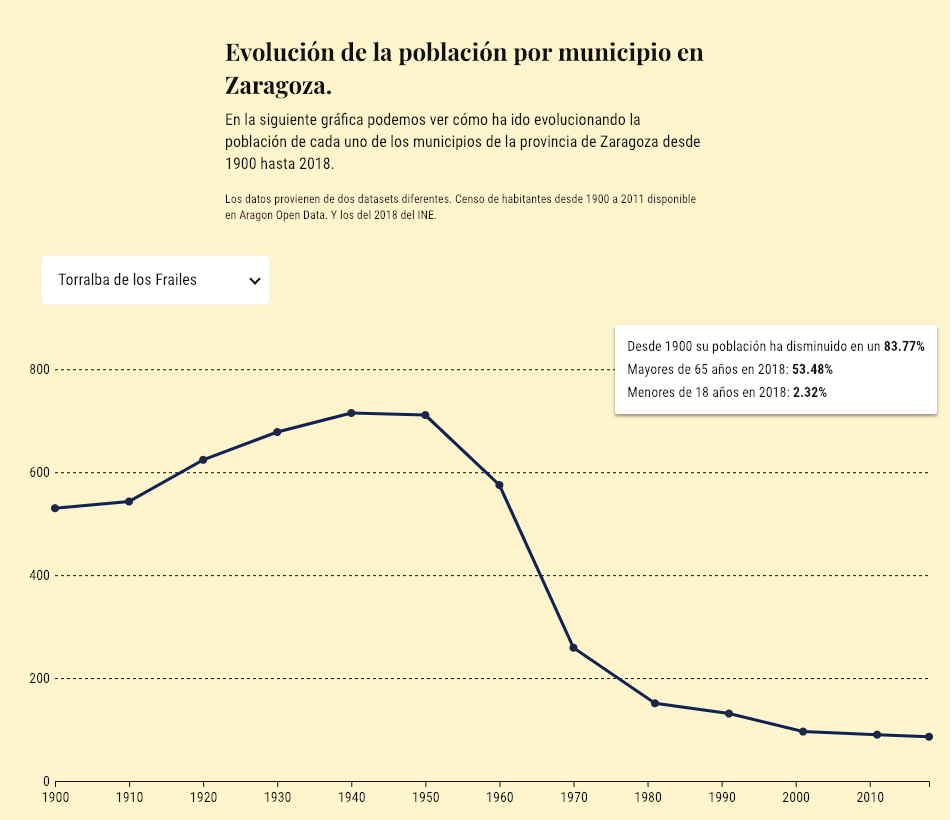 Evolución de la población por municipio en
Zaragoza.
En la siguiente gráfica podemos ver cómo ha ido evolucionando la
población de cada uno de los municipios de la provincia de Zaragoza desde
1900 hasta 2018.
Los datos provienen de dos datasets diferentes. Censo de habitantes desde 1900 a 2011 disponible
en Aragon Open Data. Y los del 2018 del INE.
Torralba de los Frailes
Desde 1900 su población ha disminuido en un 83.77%
Mayores de 65 años en 2018: 53.48%
Menores de 18 años en 2018: 2.32%
800
600
400
200
0
1900 1910 1920 1930 1940 1950 1960 1970 1980 1990 2000 2010